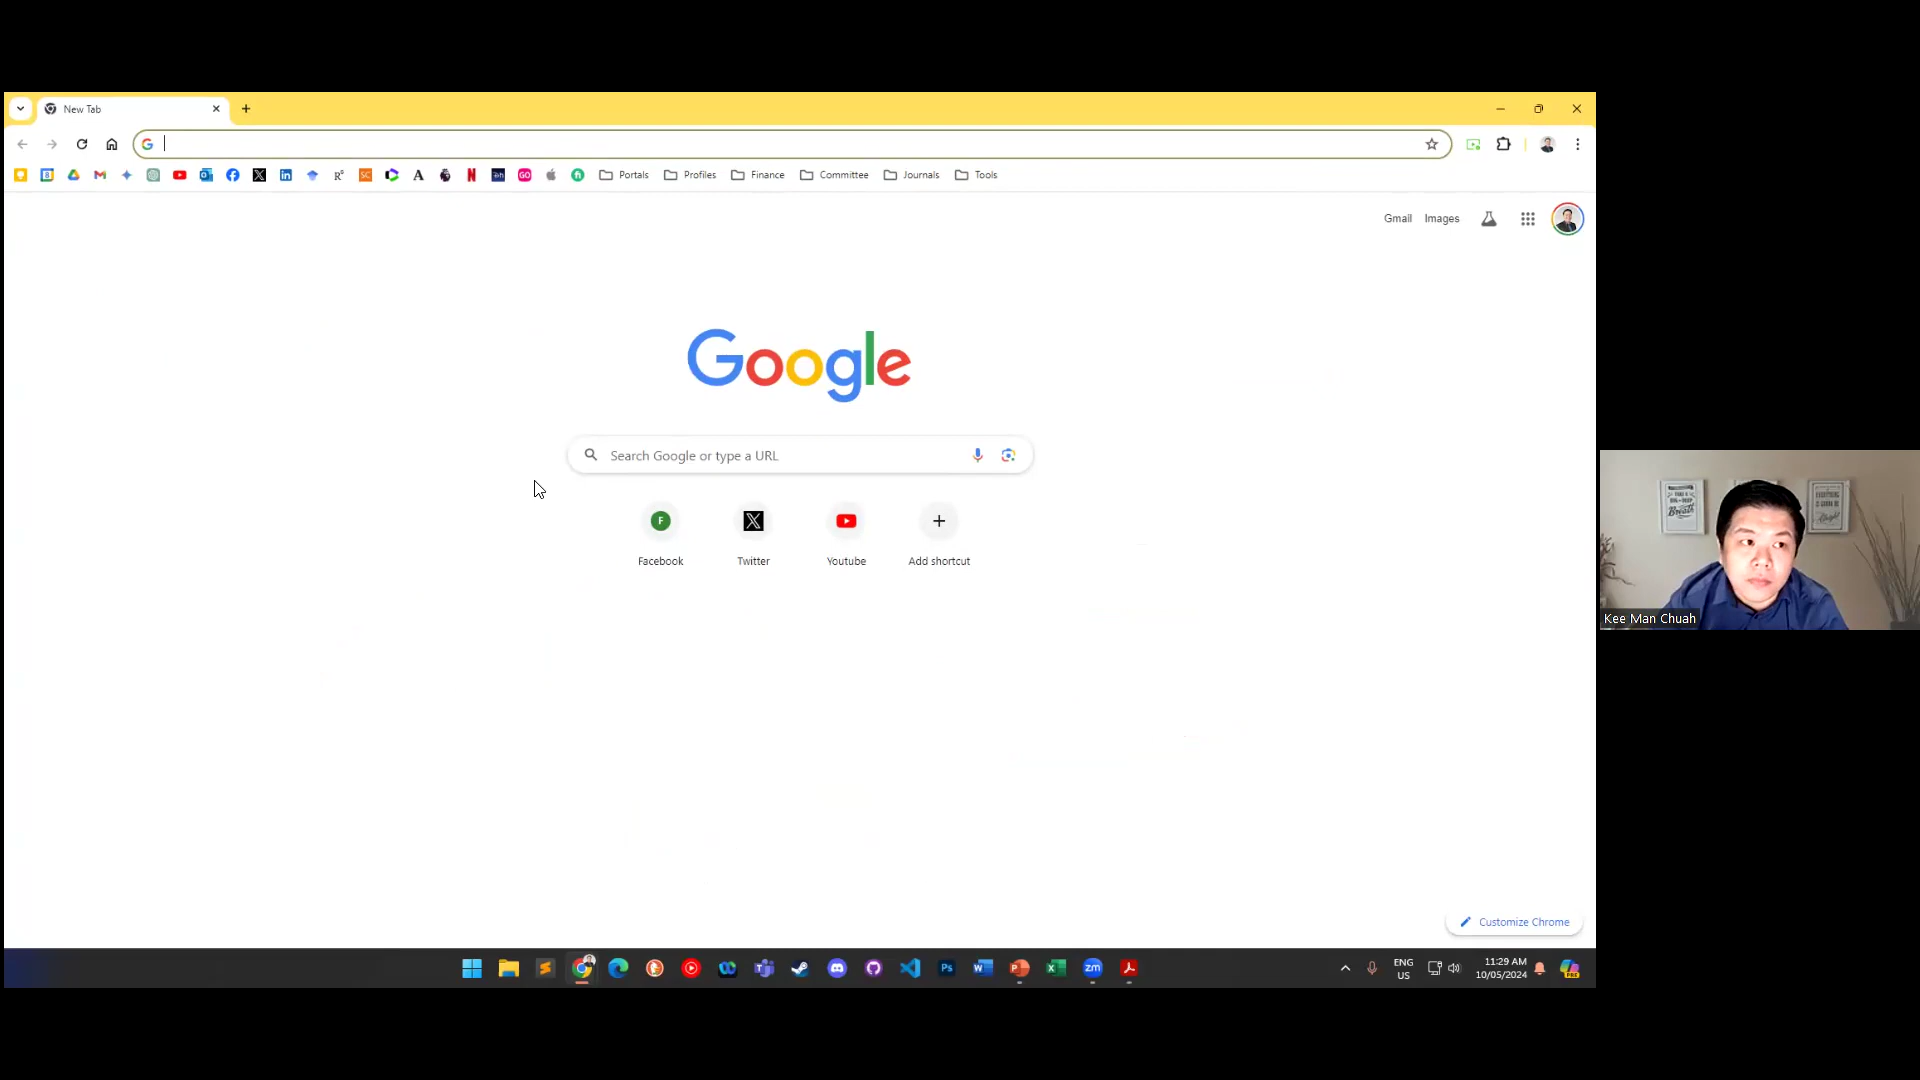 New Tab
Portals Profiles Finance Committee Journals Tools
Gmail Images
Google
Search Google or type a URL
Facebook Twitter Youtube Add shortcut
Breath
Kee Man Chuah
Customize Chrome
ENG
US
11:29 AM
10/05/2024